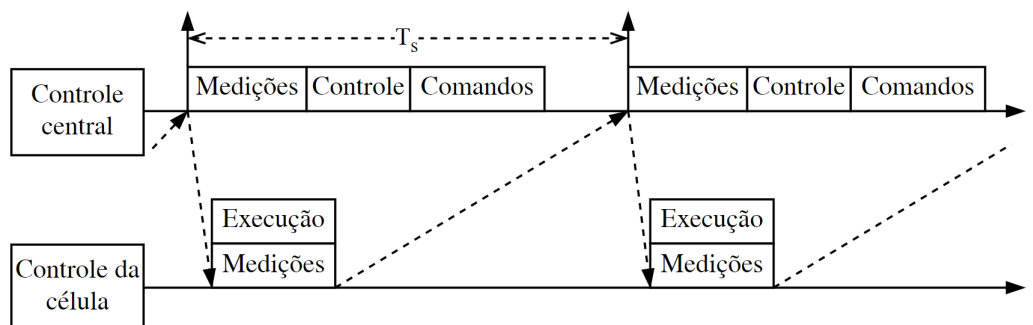 Ts
Medições Controle Comandos Medições Controle Comandos
Controle
central
Execução Execução
Medições Medições
Controle da
célula